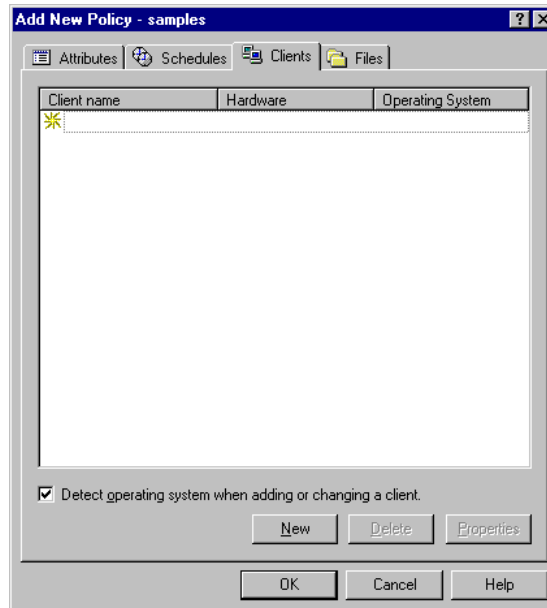 Add New Policy - samples
Attributes Schedules Clients Files
Client name Hardware Operating System
Detect operating system when adding or changing a client.
New Delete Properties
OK Cancel Help